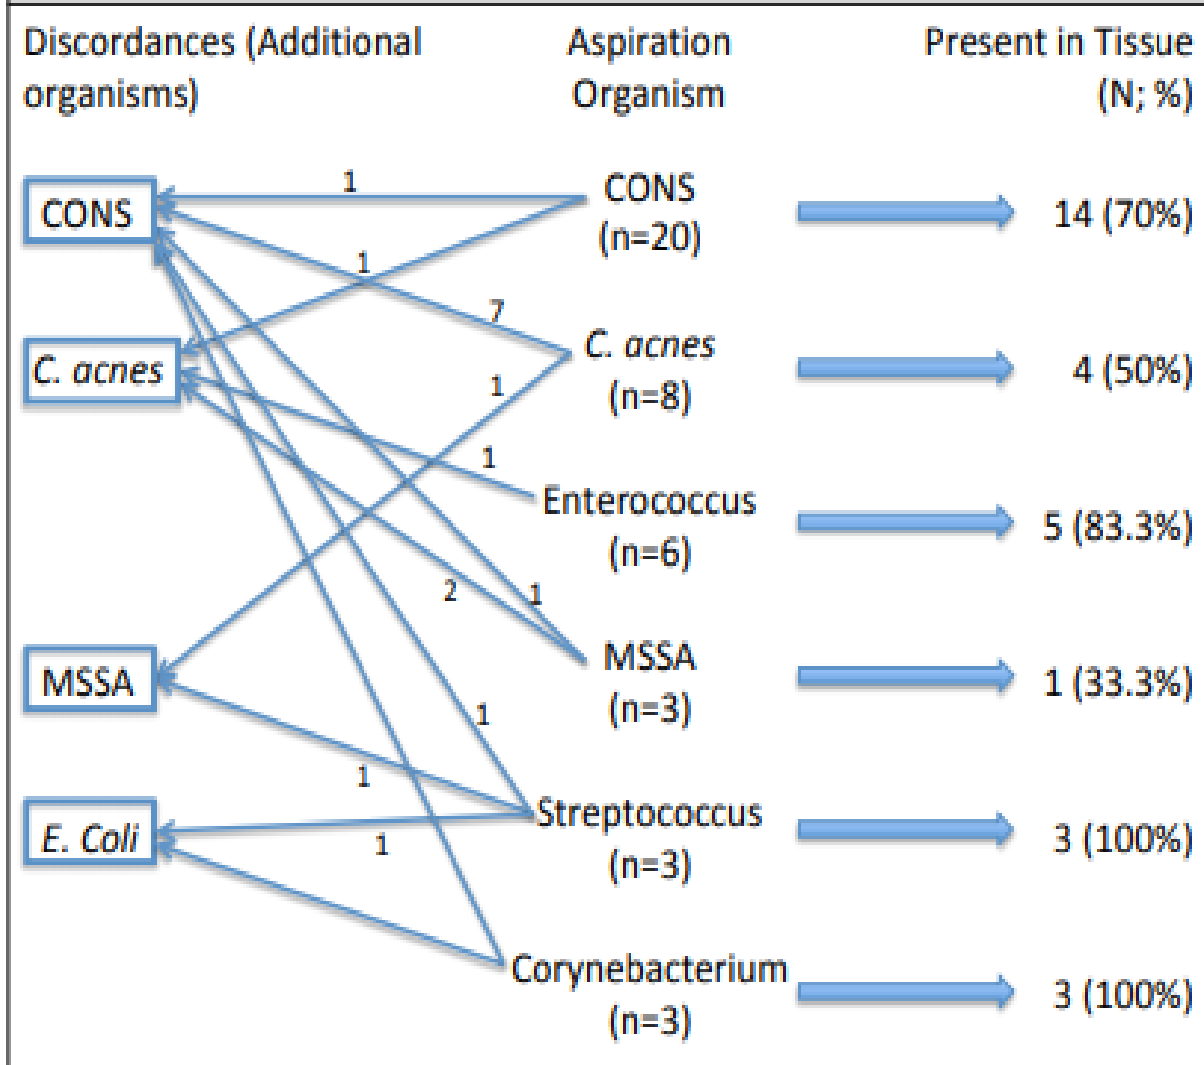 Discordances (Additional
organisms)
Aspiration
Organism
Present in Tissue
(N; %)
CONS
1
CONS
(n=20)
14 (70%)
1
7
C. acnes
C. acnes
(n=8)
4 (50%)
1
1
Enterococcus
(n=6)
5 (83.3%)
2
1
MSSA
MSSA
(n=3)
1 (33.3%)
1
1
E. Coli
1
Streptococcus
(n=3)
3 (100%)
Corynebacterium
(n=3)
3 (100%)